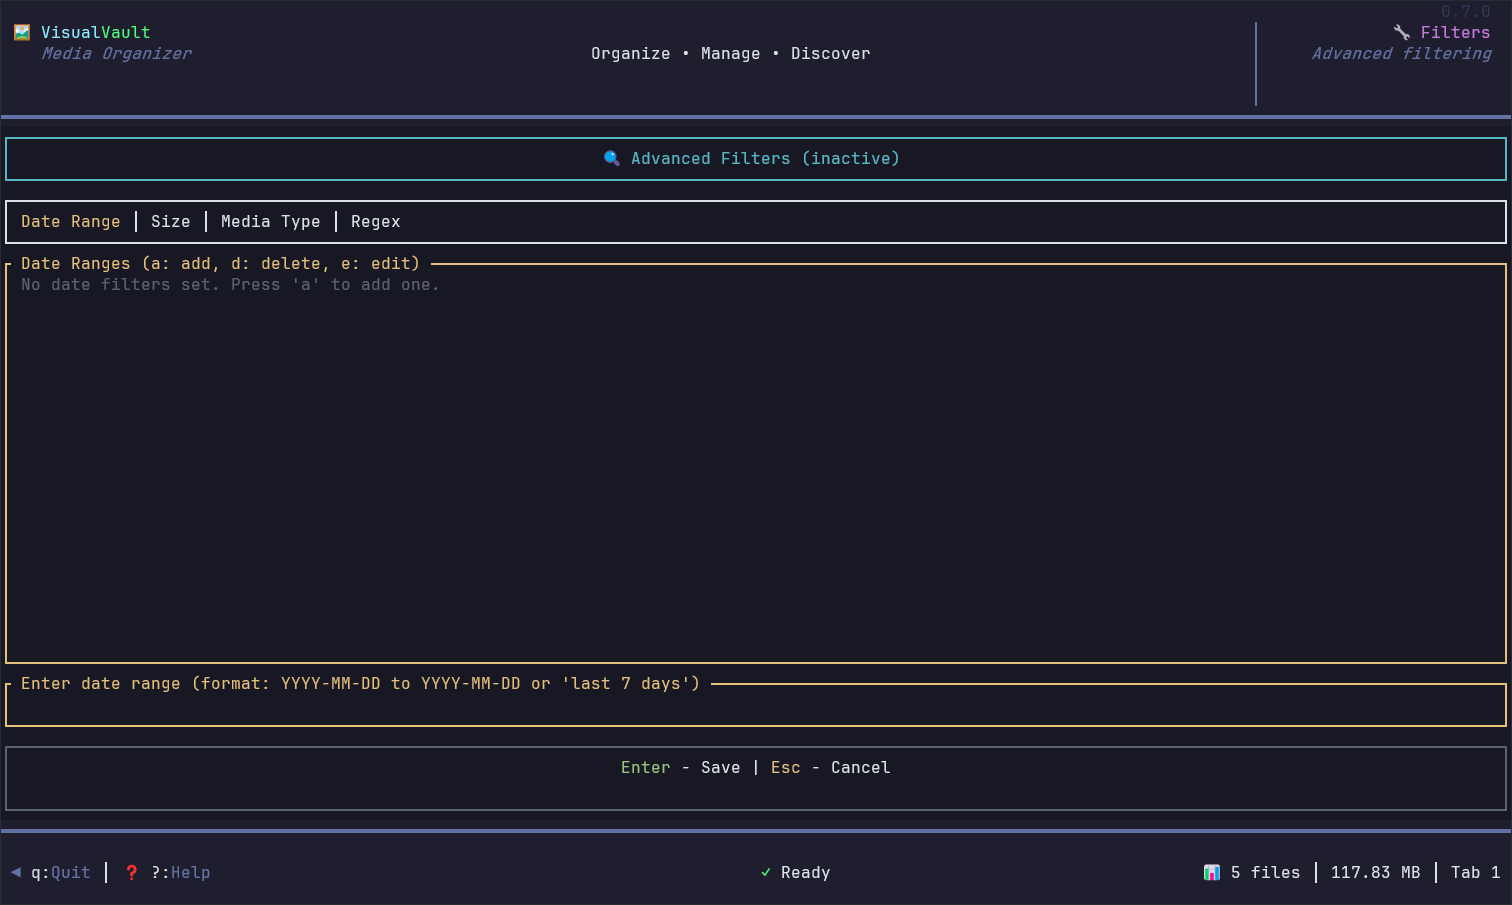 0.7.0
VisualVault
Filters
Media Organizer
Organize • Manage • Discover
Advanced filtering
Advanced Filters (inactive)
Date Range | Size | Media Type | Regex
Date Ranges (a: add, d: delete, e: edit)
No date filters set. Press 'a' to add one.
Enter date range (format: YYYY-MM-DD to YYYY-MM-DD or 'last 7 days')
Enter - Save | Esc - Cancel
◄ q:Quit | ❓ ?:Help
✓ Ready
5 files | 117.83 MB | Tab 1